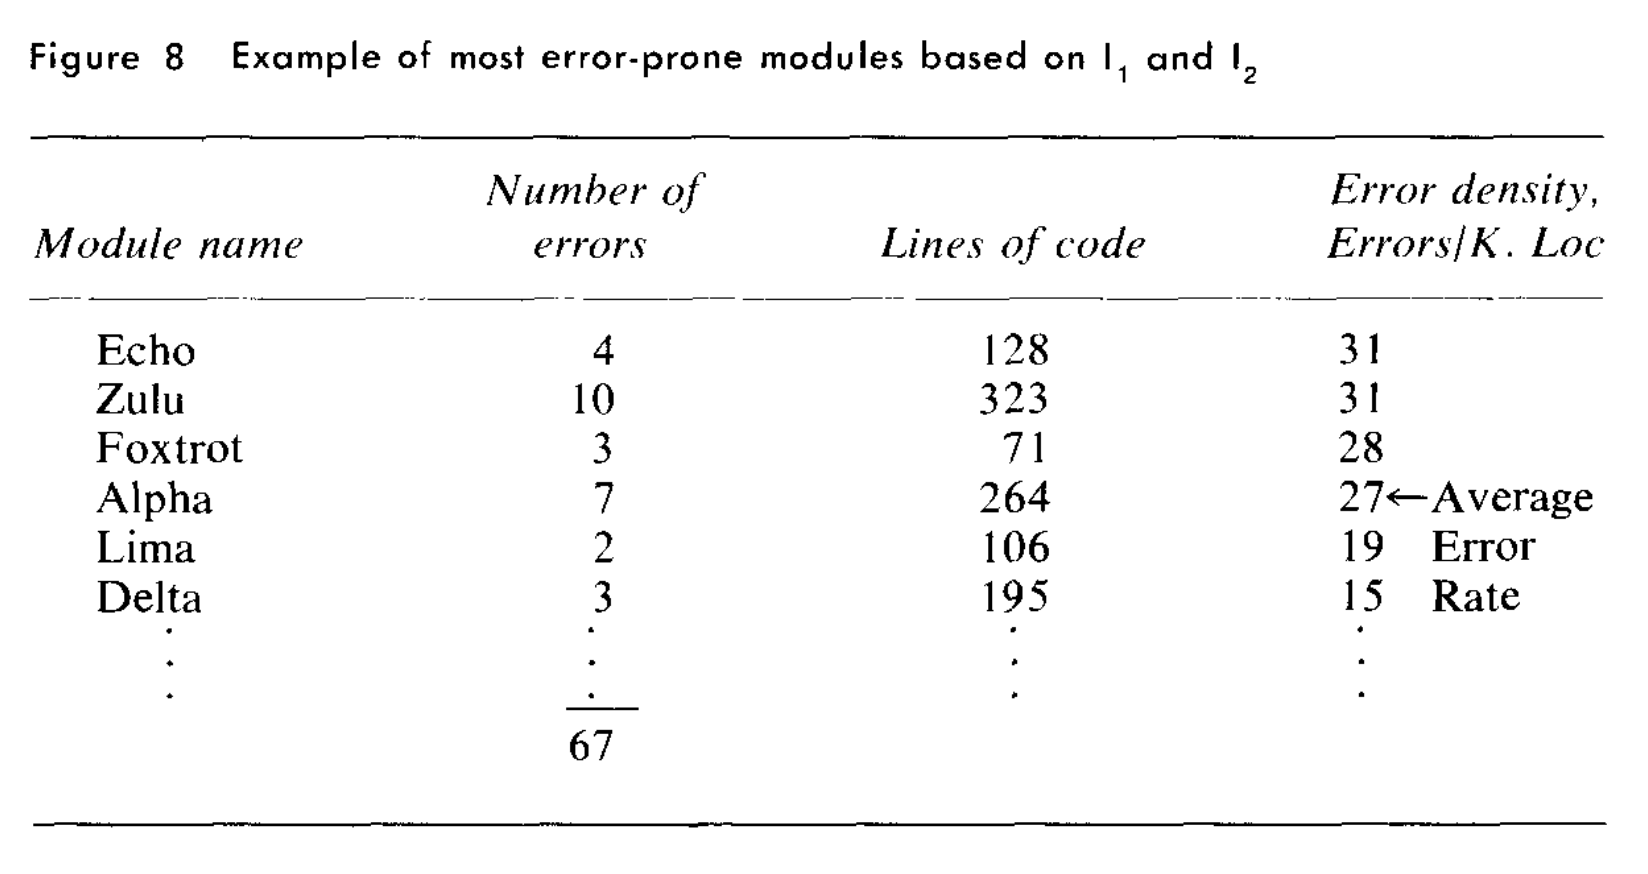 Figure 8 Example of most error-prone modules based on I₁ and I₂
Number of Error density,
Module name errors Lines of code Errors/K. Loc
Echo 4 128 31
Zulu 10 323 31
Foxtrot 3 71 28
Alpha 7 264 27←Average
Lima 2 106 19 Error
Delta 3 195 15 Rate
. . . .
. . . .
. . . .
67